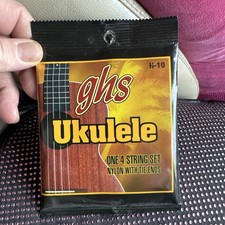 H-10
ghs
Ukulele
ONE 4 STRING SET
NYLON WITH TIE ENDS